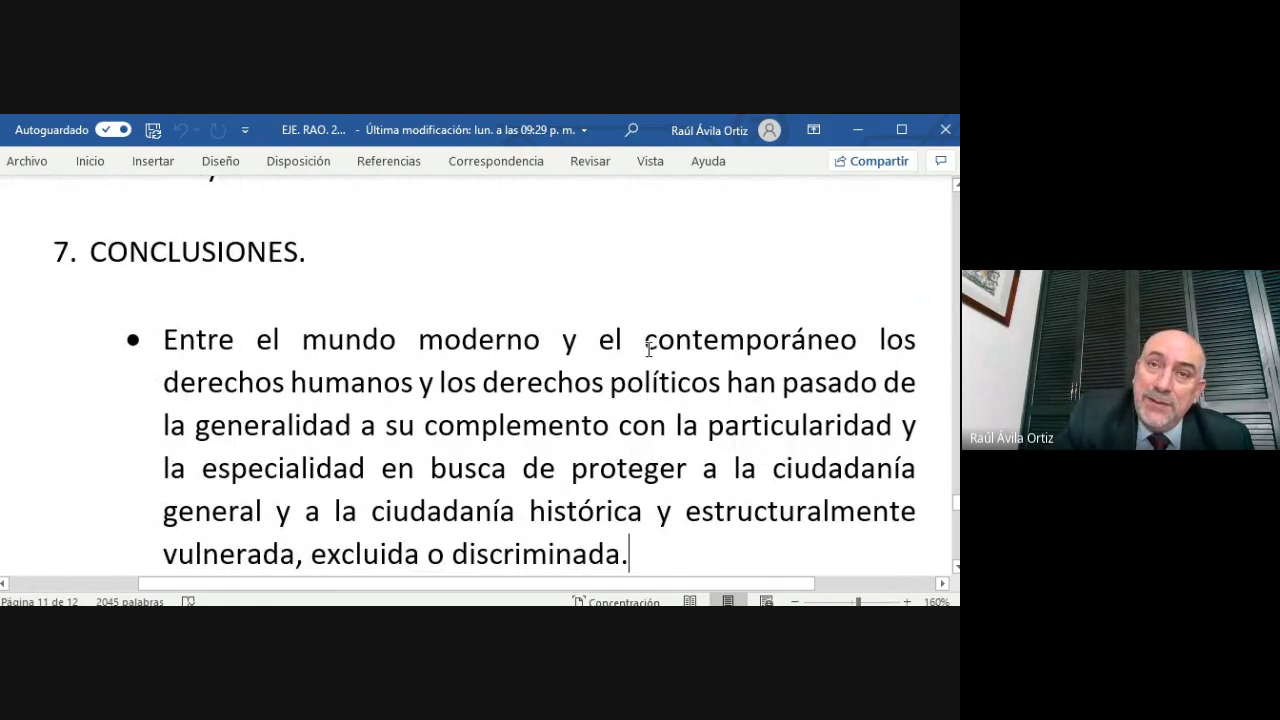 Autoguardado EJE. RAO. 2... - Última modificación: lun. a las 09:29 p. m. Raúl Ávila Ortiz
Archivo Inicio Insertar Diseño Disposición Referencias Correspondencia Revisar Vista Ayuda Compartir
7. CONCLUSIONES.
• Entre el mundo moderno y el contemporáneo los
derechos humanos y los derechos políticos han pasado de
la generalidad a su complemento con la particularidad y
la especialidad en busca de proteger a la ciudadanía
general y a la ciudadanía histórica y estructuralmente
vulnerada, excluida o discriminada.
Página 11 de 12 2045 palabras Concentración 160%
Raúl Ávila Ortiz